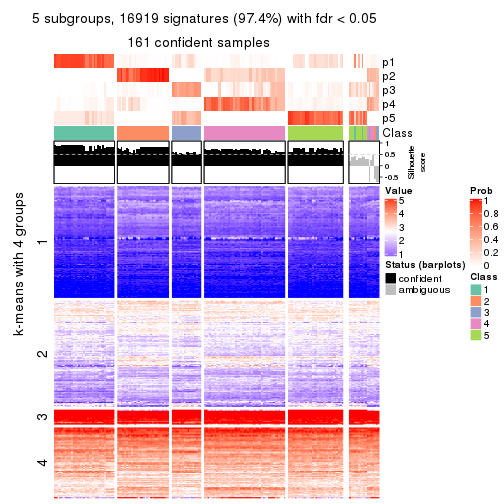 5 subgroups, 16919 signatures (97.4%) with fdr < 0.05
161 confident samples
p1
p2
p3
p4
p5
Class
1
0.5
0
-0.5
Silhouette
score
k-means with 4 groups
1
2
3
4
Value
5
4
3
2
1
Status (barplots)
confident
ambiguous
Prob
1
0.8
0.6
0.4
0.2
0
Class
1
2
3
4
5